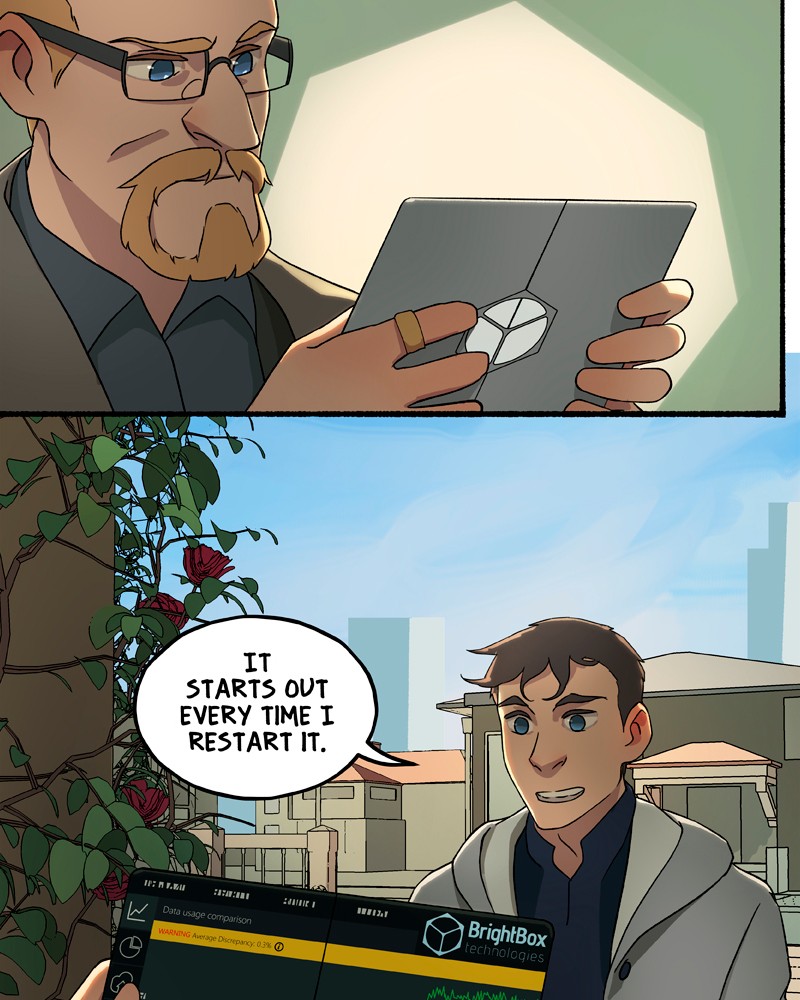 IT
STARTS OUT
EVERY TIME I
RESTART IT.
Data usage comparison
WARNING Average Discrepancy: 0.3%
BrightBox
technologies